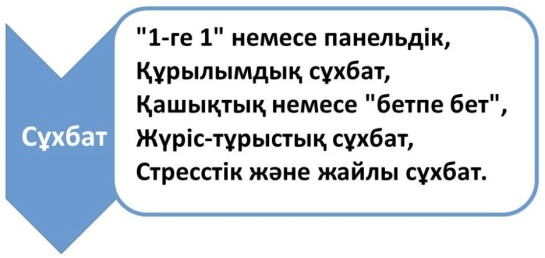 Сұхбат
"1-ге 1" немесе панельдік,
Құрылымдық сұхбат,
Қашықтық немесе "бетпе бет",
Жүріс-тұрыстық сұхбат,
Стресстік және жайлы сұхбат.